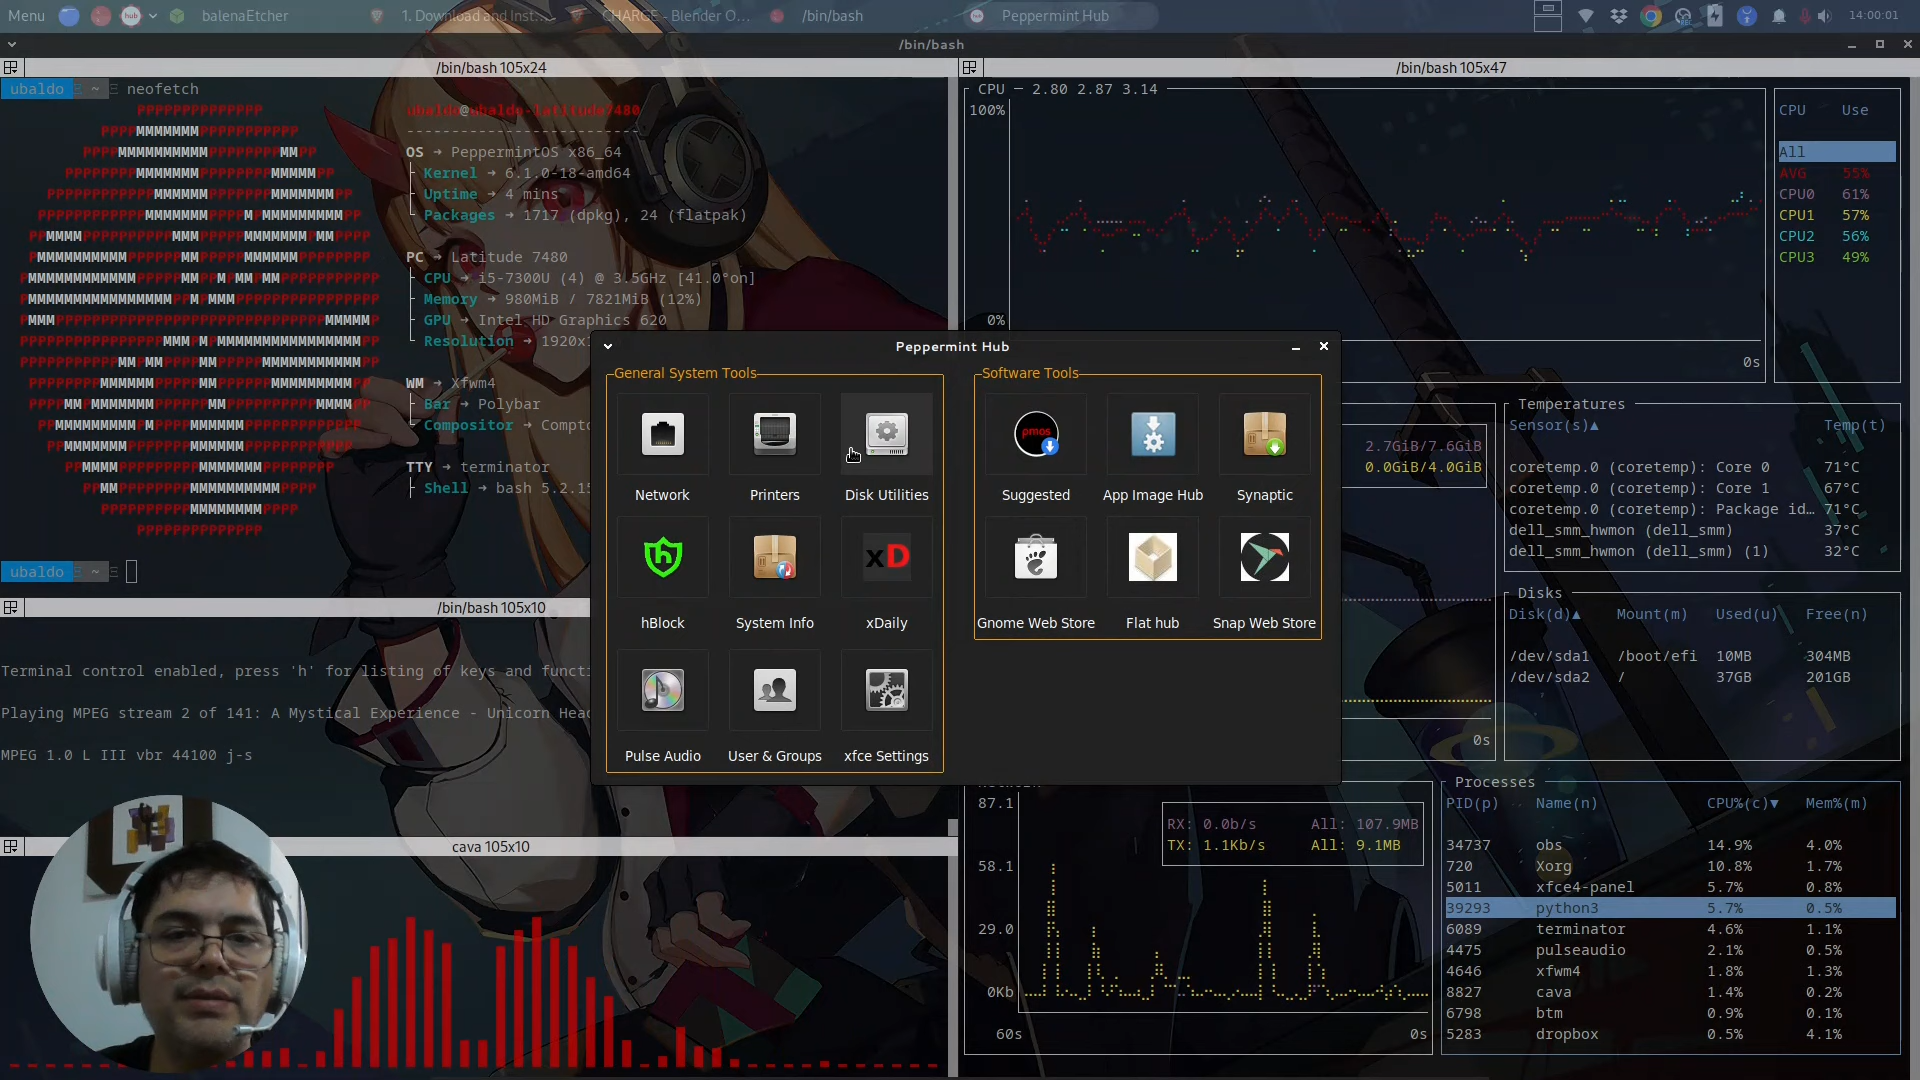 Menu
hub
balenaEtcher
1. Download and Inst...
CHARGE - Blender O...
/bin/bash
Peppermint Hub
14:00:01
/bin/bash
/bin/bash 105x24
ubaldo ~ neofetch
ubaldo@ubaldo-latitude7480
---------------------------
OS → PeppermintOS x86_64
Kernel → 6.1.0-18-amd64
Uptime → 4 mins
Packages → 1717 (dpkg), 24 (flatpak)
PC → Latitude 7480
CPU → i5-7300U (4) @ 3.5GHz [41.0°on]
Memory → 980MiB / 7821MiB (12%)
GPU → Intel HD Graphics 620
Resolution → 1920x
WM → Xfwm4
Bar → Polybar
Compositor → Compto
TTY → terminator
Shell → bash 5.2.15
ubaldo ~
/bin/bash 105x10
Terminal control enabled, press 'h' for listing of keys and functi
Playing MPEG stream 2 of 141: A Mystical Experience - Unicorn Head
MPEG 1.0 L III vbr 44100 j-s
cava 105x10
/bin/bash 105x47
CPU 2.80 2.87 3.14
100%
0%
0s
CPU Use
All
AVG 55%
CPU0 61%
CPU1 57%
CPU2 56%
CPU3 49%
Peppermint Hub
General System Tools
Network
Printers
Disk Utilities
hBlock
System Info
xD
xDaily
Pulse Audio
User & Groups
xfce Settings
Software Tools
pmos
Suggested
App Image Hub
Synaptic
Gnome Web Store
Flat hub
Snap Web Store
2.7GiB/7.6GiB
0.0GiB/4.0GiB
0s
Temperatures
Sensor(s)▲ Temp(t)
coretemp.0 (coretemp): Core 0 71°C
coretemp.0 (coretemp): Core 1 67°C
coretemp.0 (coretemp): Package id… 71°C
dell_smm_hwmon (dell_smm) 37°C
dell_smm_hwmon (dell_smm) (1) 32°C
Disks
Disk(d)▲ Mount(m) Used(u) Free(n)
/dev/sda1 /boot/efi 10MB 304MB
/dev/sda2 / 37GB 201GB
87.1
58.1
29.0
0Kb
60s 0s
RX: 0.0b/s All: 107.9MB
TX: 1.1Kb/s All: 9.1MB
Processes
PID(p) Name(n) CPU%(c)▼ Mem%(m)
34737 obs 14.9% 4.0%
720 Xorg 10.8% 1.7%
5011 xfce4-panel 5.7% 0.8%
39293 python3 5.7% 0.5%
6089 terminator 4.6% 1.1%
4475 pulseaudio 2.1% 0.5%
4646 xfwm4 1.8% 1.3%
8827 cava 1.4% 0.2%
6798 btm 0.9% 0.1%
5283 dropbox 0.5% 4.1%